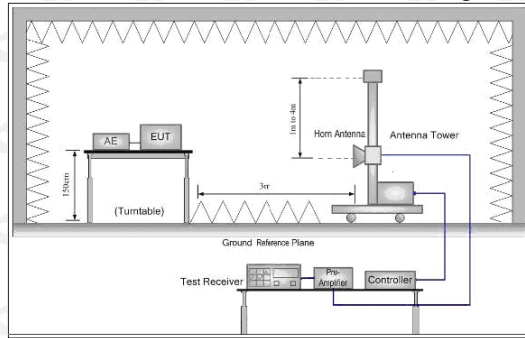 1m to 4m
Horn Antenna
Antenna Tower
AE
EUT
150cm
(Turntable)
3m
Ground Reference Plane
Test Receiver
Pre-
Amplifier
Controller